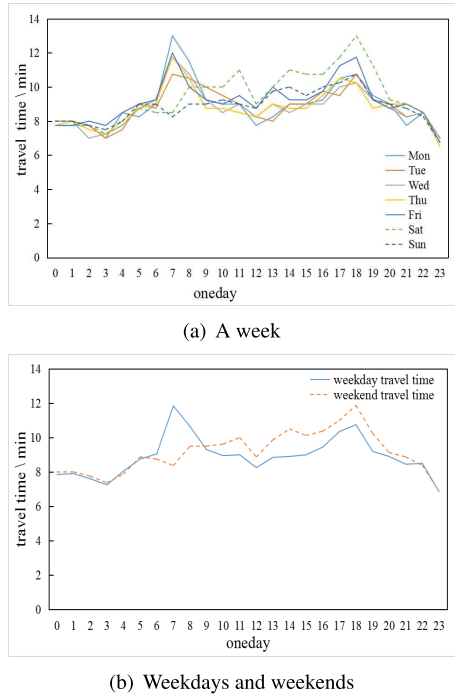 14
12
10
8
6
4
2
0
travel time \ min
Mon
Tue
Wed
Thu
Fri
Sat
Sun
0 1 2 3 4 5 6 7 8 9 10 11 12 13 14 15 16 17 18 19 20 21 22 23
oneday
(a) A week
14
12
10
8
6
4
2
0
travel time \ min
weekday travel time
weekend travel time
0 1 2 3 4 5 6 7 8 9 10 11 12 13 14 15 16 17 18 19 20 21 22 23
oneday
(b) Weekdays and weekends